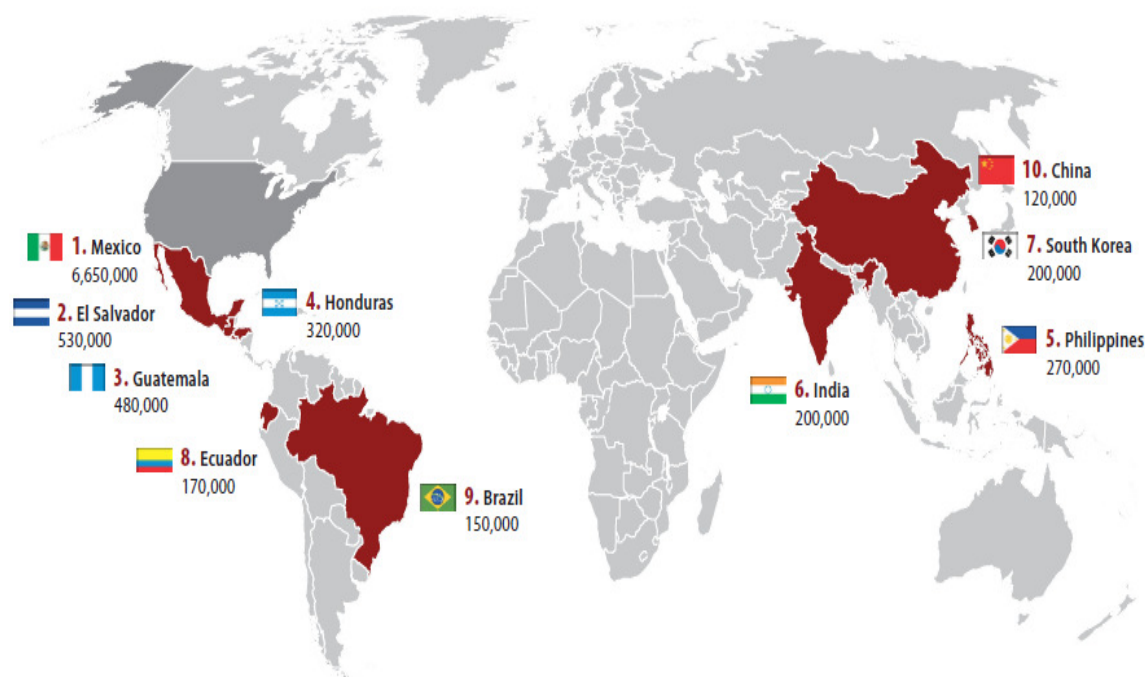 1. Mexico
6,650,000
2. El Salvador
530,000
3. Guatemala
480,000
4. Honduras
320,000
8. Ecuador
170,000
9. Brazil
150,000
10. China
120,000
7. South Korea
200,000
5. Philippines
270,000
6. India
200,000